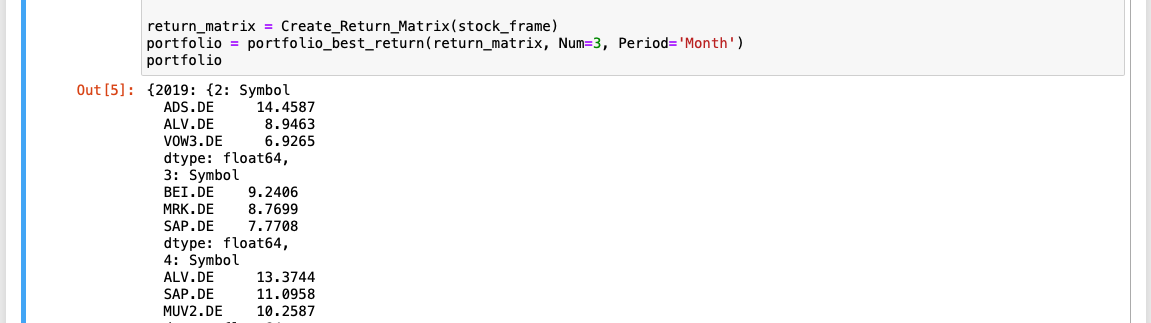 return_matrix = Create_Return_Matrix(stock_frame)
portfolio = portfolio_best_return(return_matrix, Num=3, Period='Month')
portfolio
Out[5]: {2019: {2: Symbol
ADS.DE 14.4587
ALV.DE 8.9463
VOW3.DE 6.9265
dtype: float64,
3: Symbol
BEI.DE 9.2406
MRK.DE 8.7699
SAP.DE 7.7708
dtype: float64,
4: Symbol
ALV.DE 13.3744
SAP.DE 11.0958
MUV2.DE 10.2587